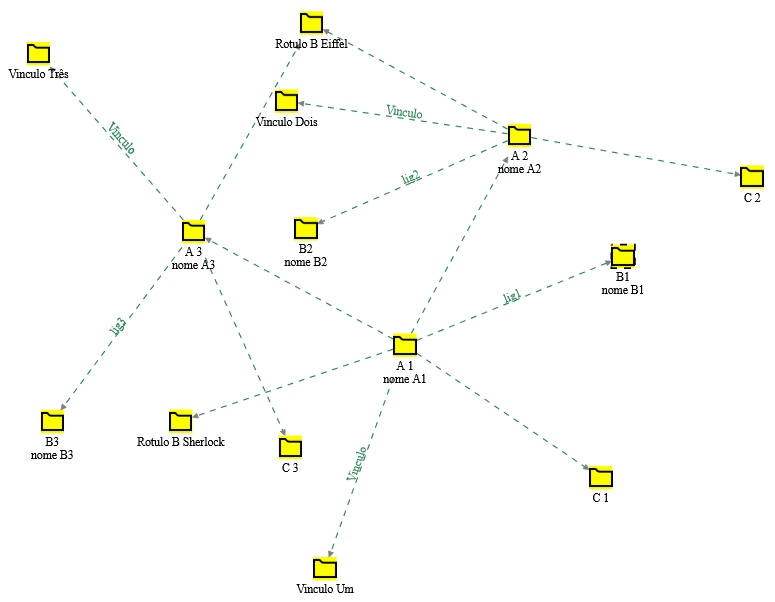 Rotulo B Eiffel
Vinculo Três
Vinculo
Vinculo Dois
Vinculo
A 2
nome A2
lig2
C 2
A 3
nome A3
B2
nome B2
B1
nome B1
lig1
lig3
A 1
nome A1
B3
nome B3
Rotulo B Sherlock
C 3
Vinculo
C 1
Vinculo Um